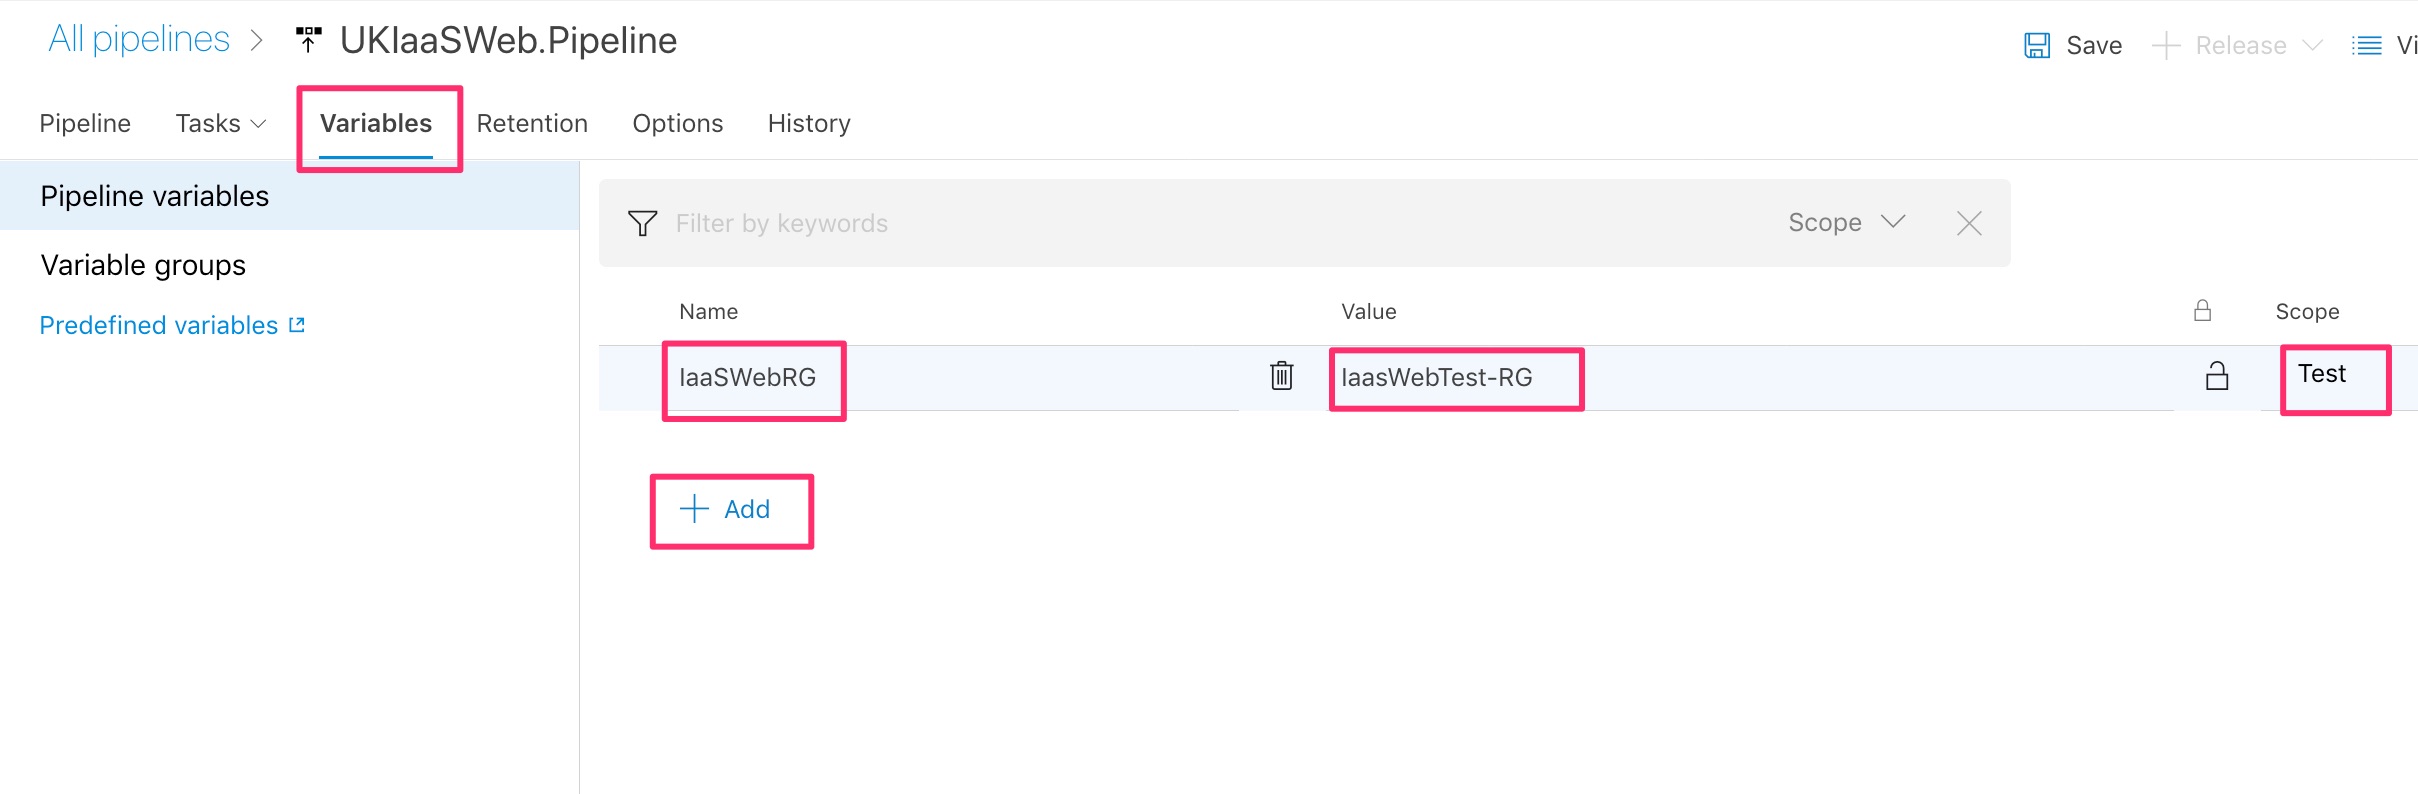 All pipelines > UKIaaSWeb.Pipeline
Save + Release Vi
Pipeline Tasks Variables Retention Options History
Pipeline variables
Variable groups
Predefined variables
Filter by keywords Scope
Name Value Scope
IaaSWebRG IaasWebTest-RG Test
+ Add